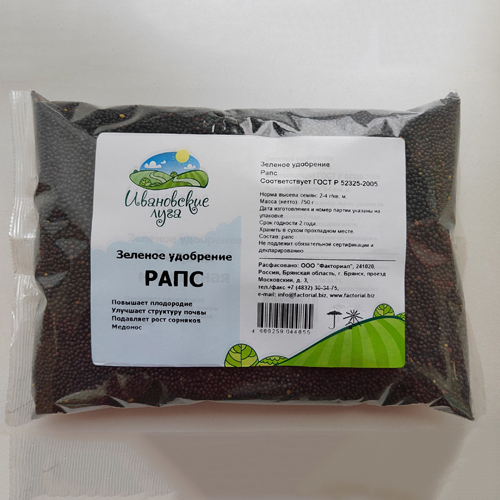 Ивановские
луга
Зеленое удобрение
РАПС
Повышает плодородие
Улучшает структуру почвы
Подавляет рост сорняков
Медонос
Зеленое удобрение
Рапс
Соответствует ГОСТ Р 52325-2005
Норма высева семян: 2-4 г/кв. м
Масса (нетто): 750 г
Дата изготовления и номер партии указаны на
упаковке
Срок годности 2 года.
Хранить в сухом прохладном месте.
Состав: рапс
Не подлежит обязательной сертификации и
декларированию.
Расфасовано: ООО "Факториал", 241020,
Россия, Брянская область, г. Брянск, проезд
Московский, д. 3,
тел./факс +7 (4832)
e-mail: info@factorial.biz, www.factorial.biz
4 680259 044855